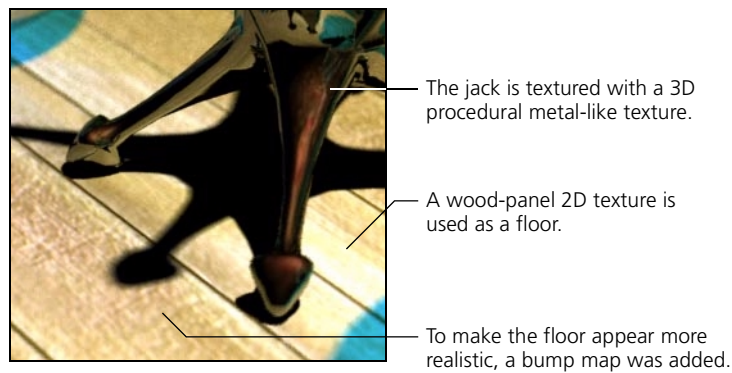 The jack is textured with a 3D
procedural metal-like texture.
A wood-panel 2D texture is
used as a floor.
To make the floor appear more
realistic, a bump map was added.